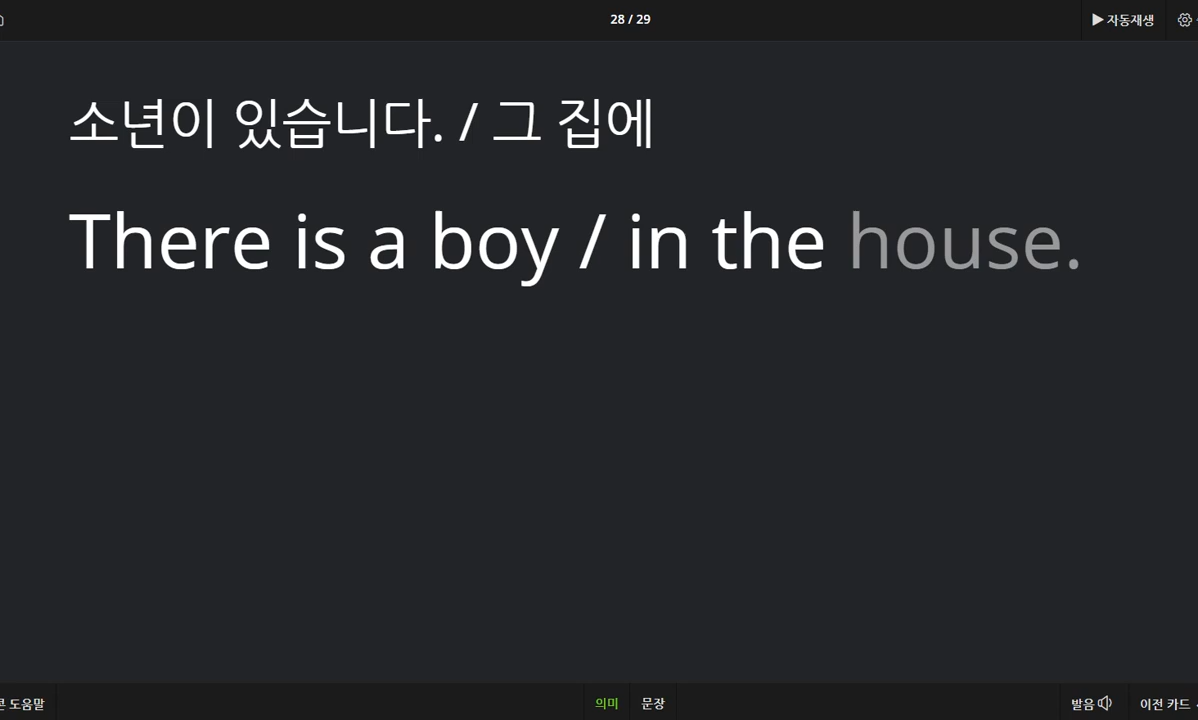 28 / 29
▶ 자동재생
소년이 있습니다. / 그 집에
There is a boy / in the house.
도움말
의미
문장
발음
이전 카드